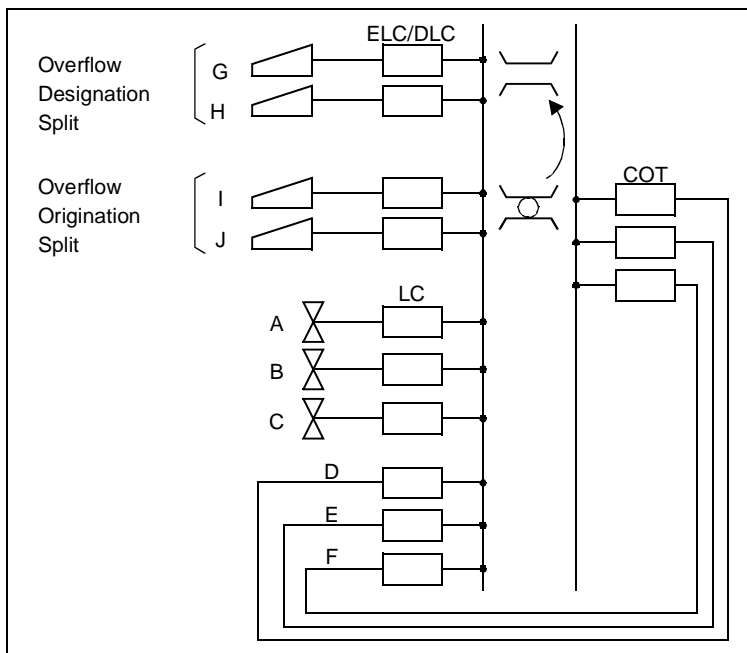 ELC/DLC
Overflow
Designation
Split
G
H
Overflow
Origination
Split
I
J
COT
LC
A
B
C
D
E
F